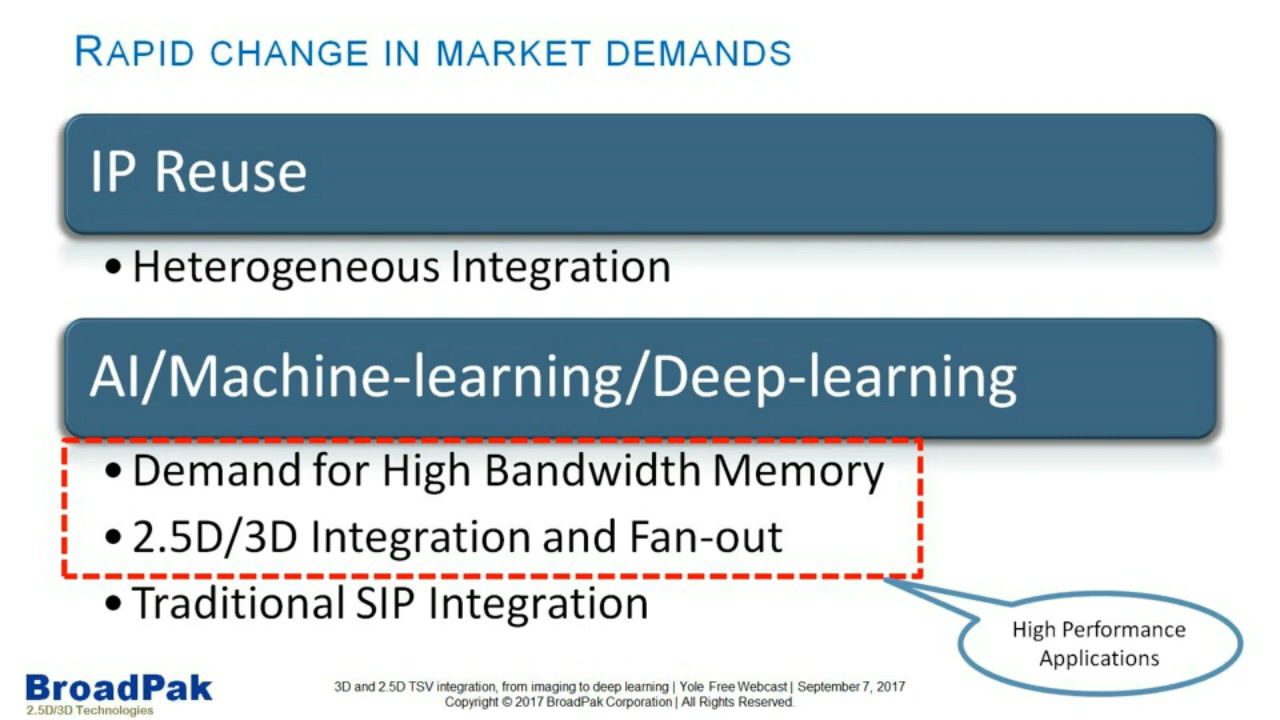 RAPID CHANGE IN MARKET DEMANDS
IP Reuse
• Heterogeneous Integration
AI/Machine-learning/Deep-learning
• Demand for High Bandwidth Memory
• 2.5D/3D Integration and Fan-out
• Traditional SIP Integration
High Performance
Applications
BroadPak
2.5D/3D Technologies
3D and 2.5D TSV integration, from imaging to deep learning | Yole Free Webcast | September 7, 2017
Copyright © 2017 BroadPak Corporation | All Rights Reserved.